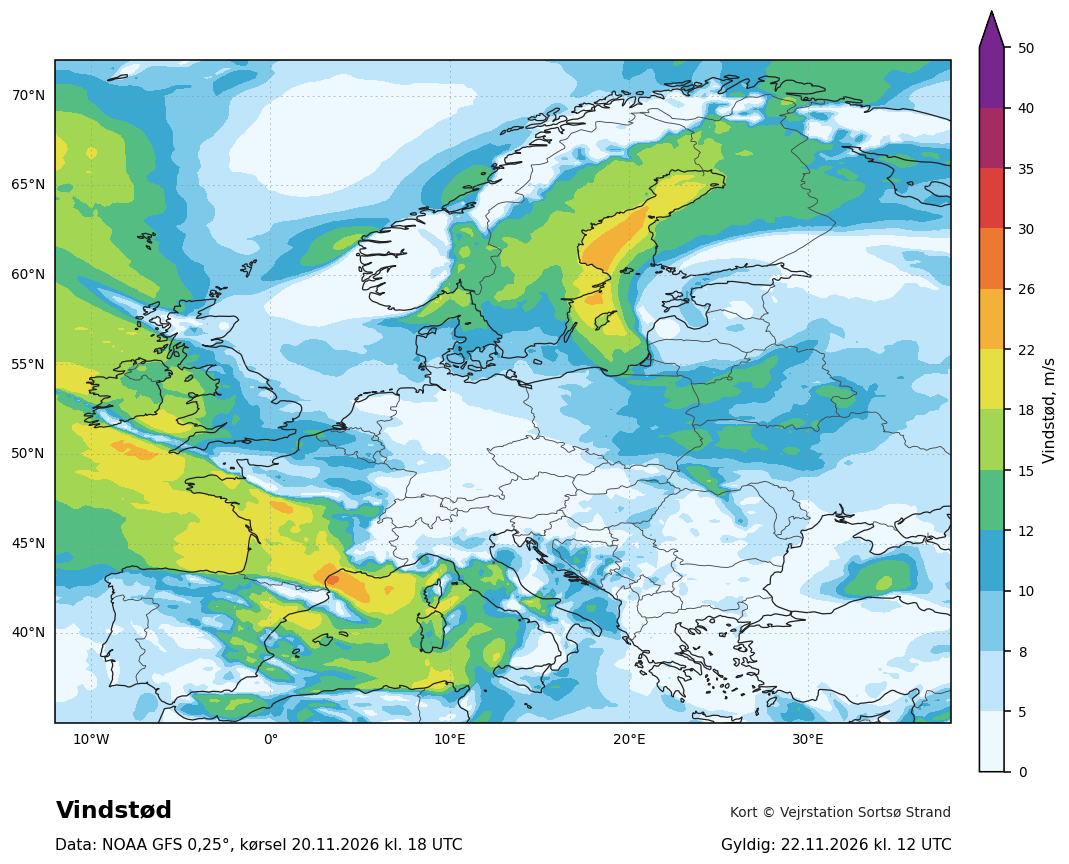 50
40
35
30
26
22
18
15
12
10
8
5
0
Vindstød, m/s
70°N
65°N
60°N
55°N
50°N
45°N
40°N
10°W
0°
10°E
20°E
30°E
Vindstød
Kort © Vejrstation Sortsø Strand
Data: NOAA GFS 0,25°, kørsel 20.11.2026 kl. 18 UTC
Gyldig: 22.11.2026 kl. 12 UTC